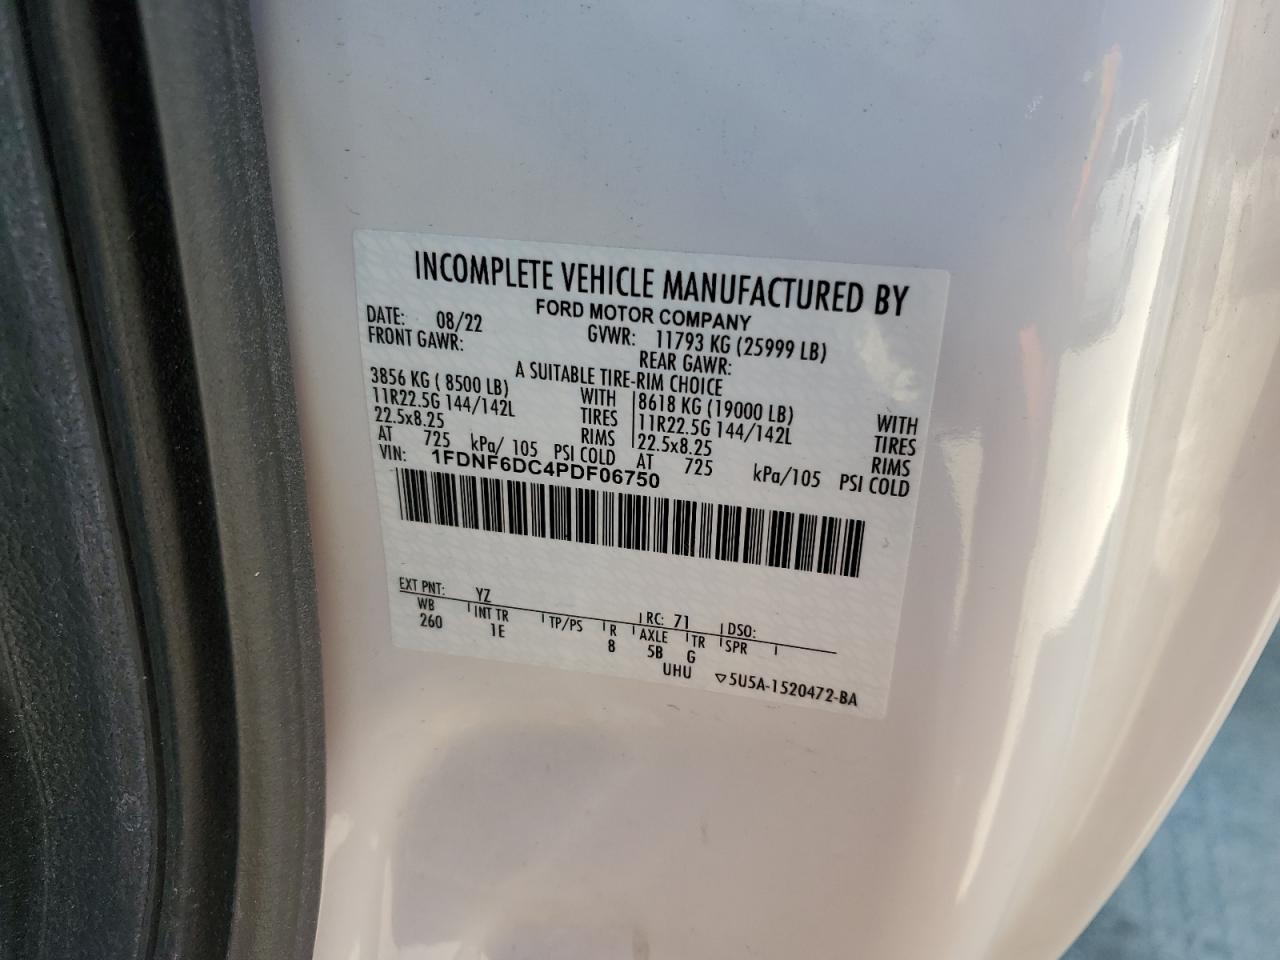 INCOMPLETE VEHICLE MANUFACTURED BY
FORD MOTOR COMPANY
DATE: 08/22 GVWR: 11793 KG (25999 LB)
FRONT GAWR: REAR GAWR:
A SUITABLE TIRE-RIM CHOICE
3856 KG ( 8500 LB) WITH 8618 KG (19000 LB) WITH
11R22.5G 144/142L TIRES 11R22.5G 144/142L TIRES
22.5x8.25 RIMS 22.5x8.25 RIMS
AT 725 kPa/ 105 PSI COLD AT 725 kPa/105 PSI COLD
VIN: 1FDNF6DC4PDF06750
EXT PNT: YZ RC: 71 DSO:
WB INT TR TP/PS R AXLE TR SPR
260 1E 8 5B G
UHU ▽5U5A-1520472-BA